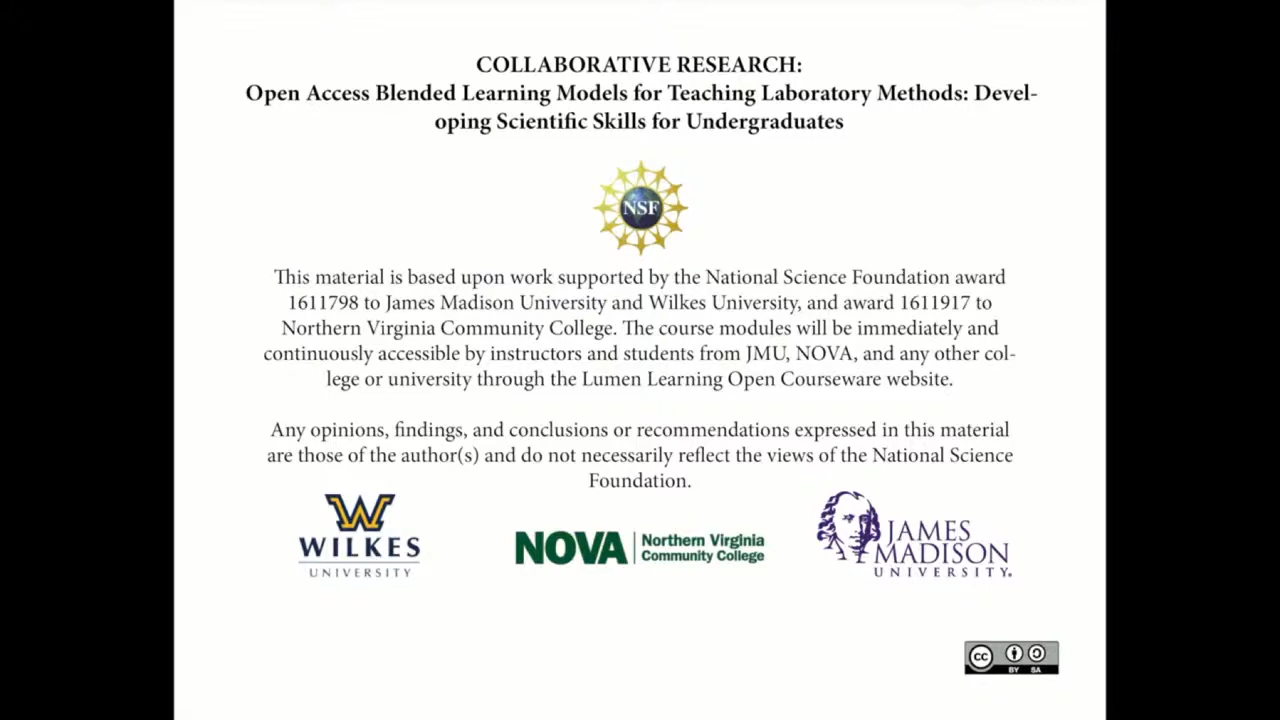 COLLABORATIVE RESEARCH:
Open Access Blended Learning Models for Teaching Laboratory Methods: Devel-
oping Scientific Skills for Undergraduates
NSF
This material is based upon work supported by the National Science Foundation award
1611798 to James Madison University and Wilkes University, and award 1611917 to
Northern Virginia Community College. The course modules will be immediately and
continuously accessible by instructors and students from JMU, NOVA, and any other col-
lege or university through the Lumen Learning Open Courseware website.
Any opinions, findings, and conclusions or recommendations expressed in this material
are those of the author(s) and do not necessarily reflect the views of the National Science
Foundation.
W
WILKES
UNIVERSITY
NOVA
Northern Virginia
Community College
JAMES
MADISON
UNIVERSITY.
CC
BY SA